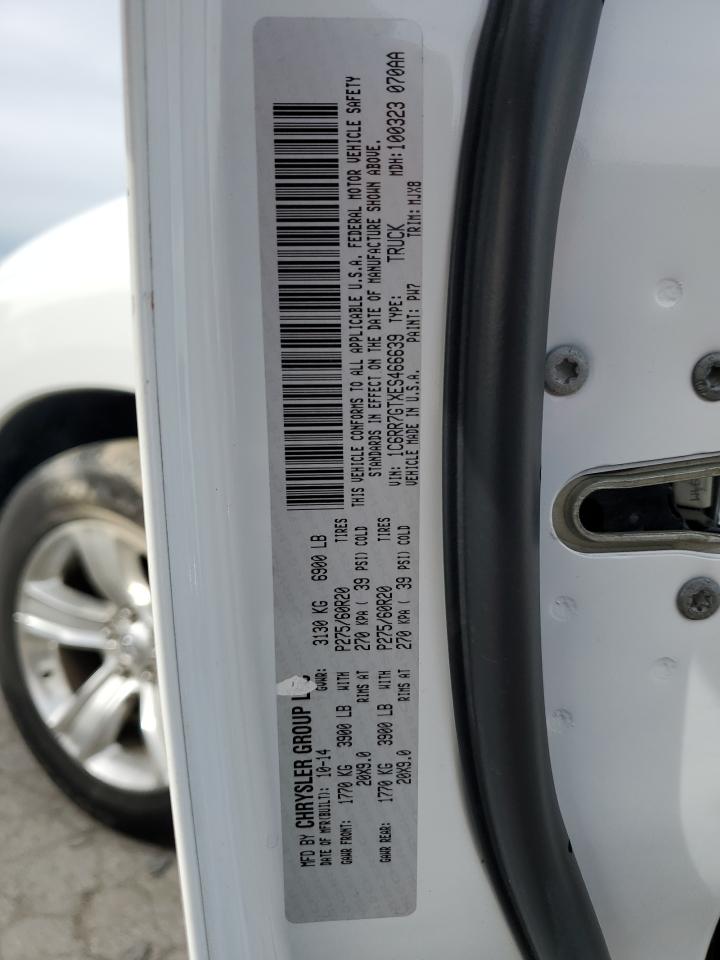 MFD BY CHRYSLER GROUP
DATE OF MFR(BUILT): 10-14 GVWR: 3130 KG 6900 LB
GAWR FRONT: 1770 KG 3900 LB WITH P275/60R20 TIRES
20X9.0 RIMS AT 270 KPA ( 39 PSI) COLD
GAWR REAR: 1770 KG 3900 LB WITH P275/60R20 TIRES
20X9.0 RIMS AT 270 KPA ( 39 PSI) COLD
THIS VEHICLE CONFORMS TO ALL APPLICABLE U.S.A. FEDERAL MOTOR VEHICLE SAFETY
STANDARDS IN EFFECT ON THE DATE OF MANUFACTURE SHOWN ABOVE.
VIN: 1C6RR7GTXES466639 TYPE: TRUCK MDH: 100323 070AA
VEHICLE MADE IN U.S.A. PAINT: PW7 TRIM: MJX8